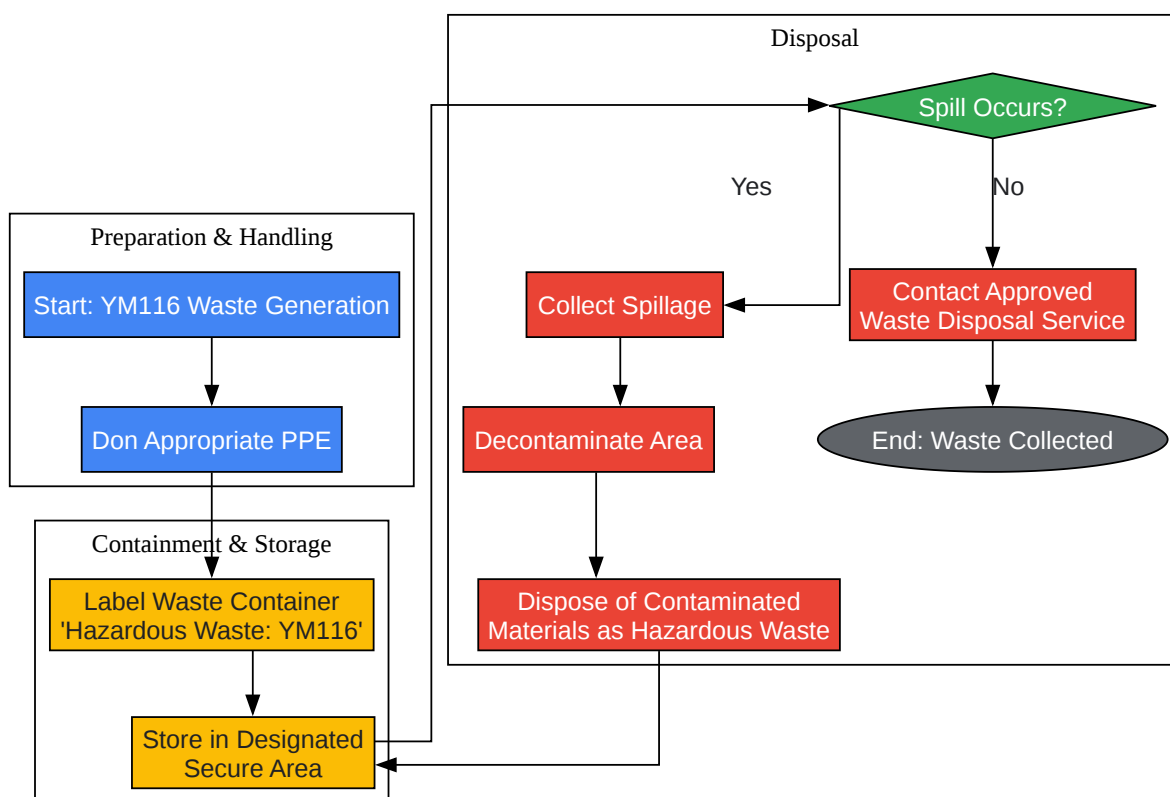 Disposal
Spill Occurs?
Yes
No
Preparation & Handling
Start: YM116 Waste Generation
Don Appropriate PPE
Collect Spillage
Contact Approved
Waste Disposal Service
Decontaminate Area
End: Waste Collected
Containment & Storage
Label Waste Container
'Hazardous Waste: YM116'
Dispose of Contaminated
Materials as Hazardous Waste
Store in Designated
Secure Area